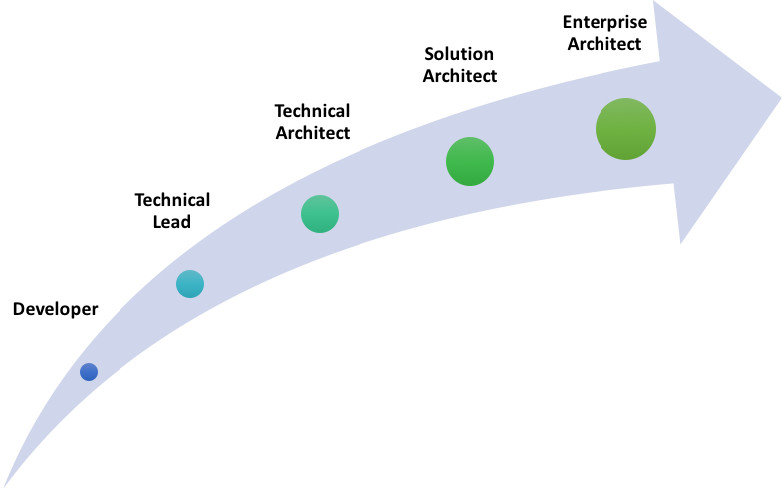 Enterprise
Architect
Solution
Architect
Technical
Architect
Technical
Lead
Developer